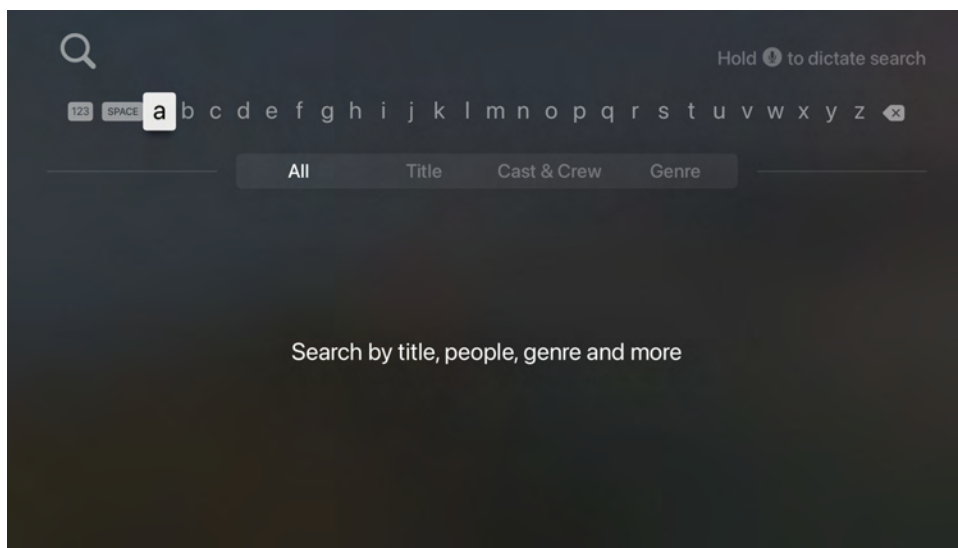 Hold to dictate search
123 SPACE a b c d e f g h i j k l m n o p q r s t u v w x y z
All Title Cast & Crew Genre
Search by title, people, genre and more